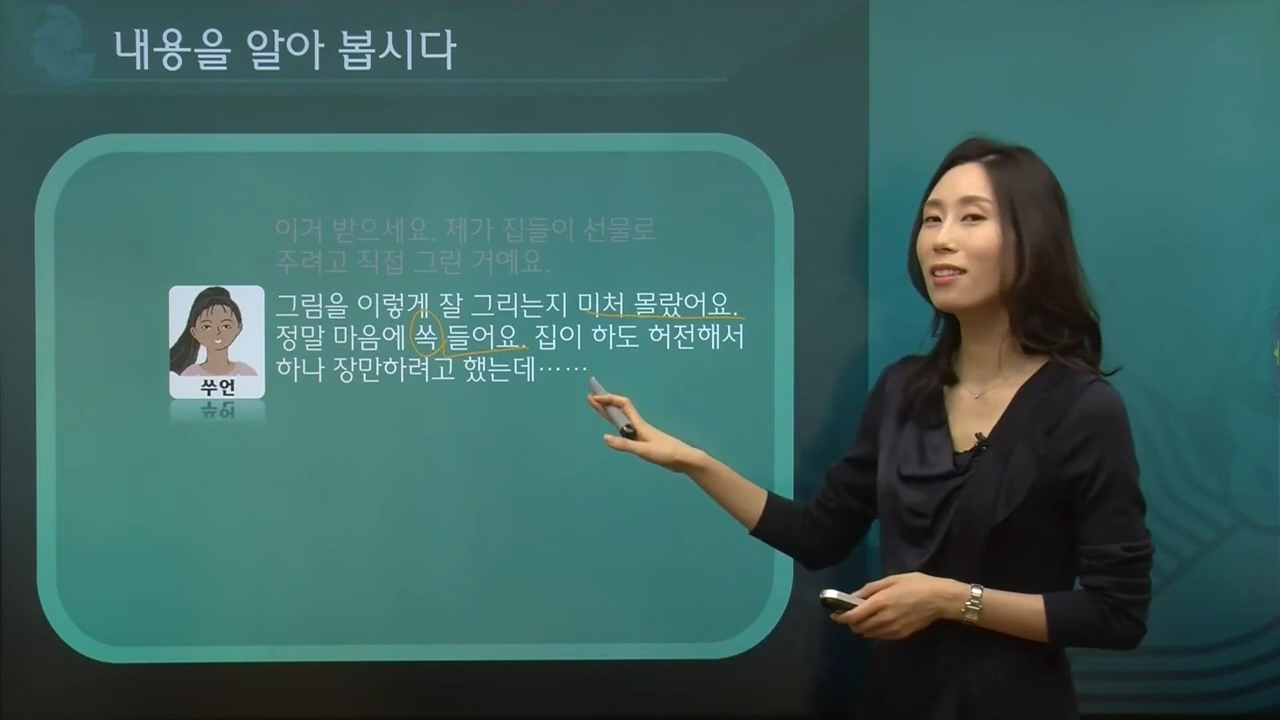 내용을 알아 봅시다
이거 받으세요. 제가 집들이 선물로
주려고 직접 그린 거예요.
그림을 이렇게 잘 그리는지 미처 몰랐어요.
정말 마음에 쏙 들어요. 집이 하도 허전해서
하나 장만하려고 했는데……
쑤언